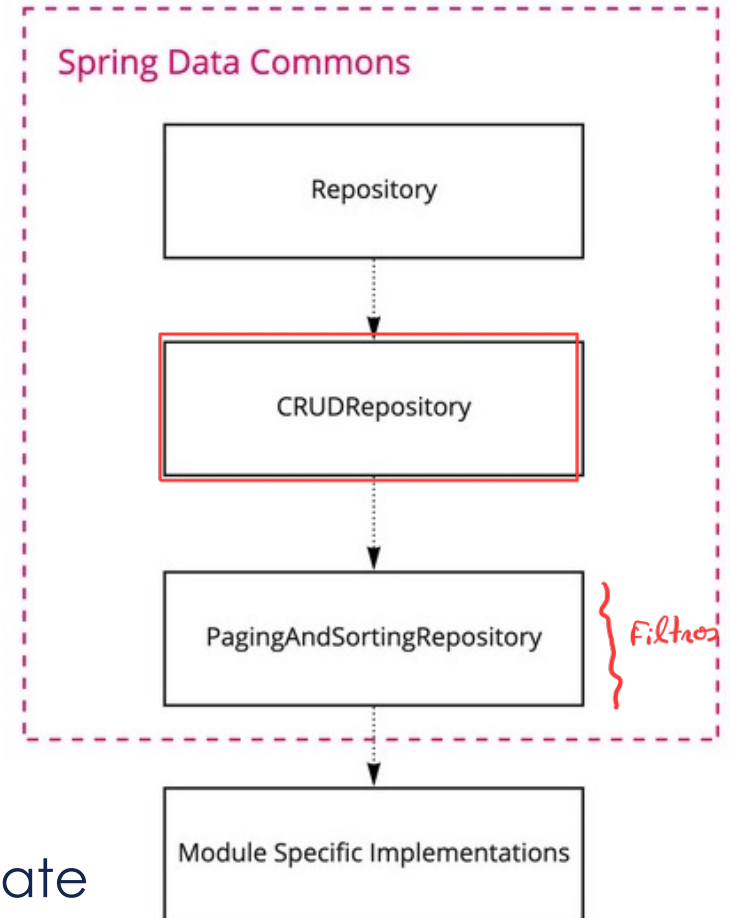 Spring Data Commons
Repository
CRUDRepository
PagingAndSortingRepository
Filtros
Module Specific Implementations
ate